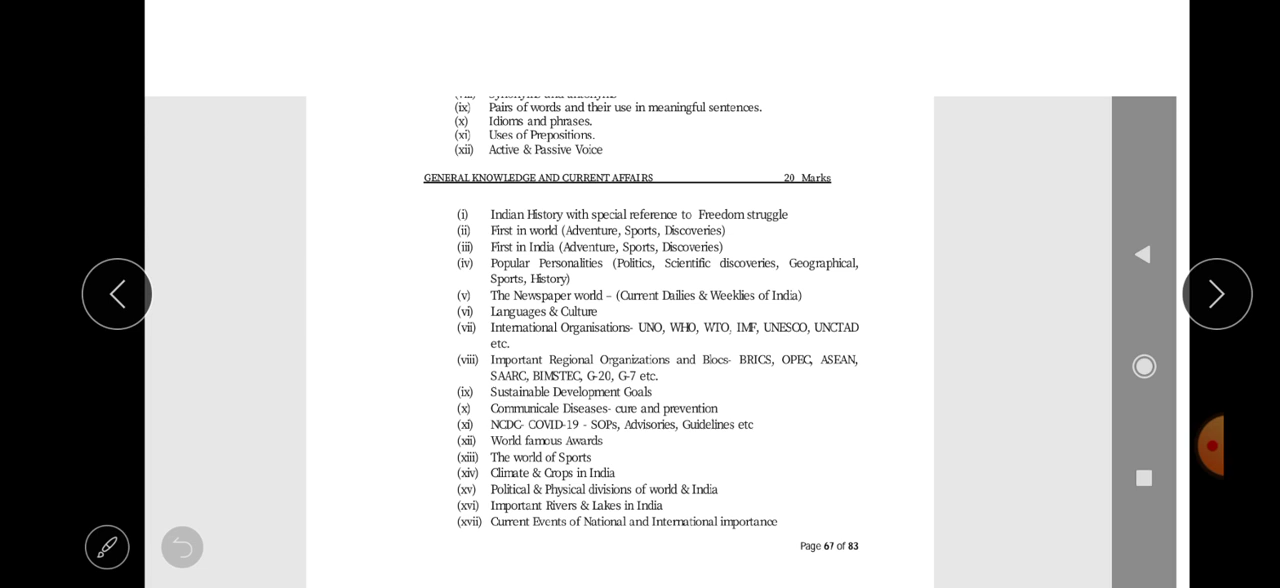 (ix) Pairs of words and their use in meaningful sentences.
(x) Idioms and phrases.
(xi) Uses of Prepositions.
(xii) Active & Passive Voice
GENERAL KNOWLEDGE AND CURRENT AFFAIRS 20 Marks
(i) Indian History with special reference to Freedom struggle
(ii) First in world (Adventure, Sports, Discoveries)
(iii) First in India (Adventure, Sports, Discoveries)
(iv) Popular Personalities (Politics, Scientific discoveries, Geographical,
Sports, History)
(v) The Newspaper world – (Current Dailies & Weeklies of India)
(vi) Languages & Culture
(vii) International Organisations- UNO, WHO, WTO, IMF, UNESCO, UNCTAD
etc.
(viii) Important Regional Organizations and Blocs- BRICS, OPEC, ASEAN,
SAARC, BIMSTEC, G-20, G-7 etc.
(ix) Sustainable Development Goals
(x) Communicale Diseases- cure and prevention
(xi) NCDC- COVID-19 - SOPs, Advisories, Guidelines etc
(xii) World famous Awards
(xiii) The world of Sports
(xiv) Climate & Crops in India
(xv) Political & Physical divisions of world & India
(xvi) Important Rivers & Lakes in India
(xvii) Current Events of National and International importance
Page 67 of 83